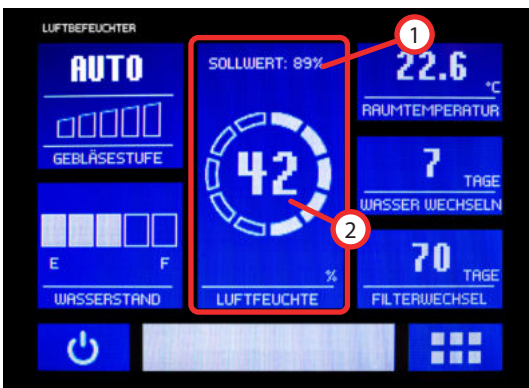 LUFTBEFEUCHTER
AUTO
GEBLÄSESTUFE
E F
WASSERSTAND
SOLLWERT: 89%
42
%
LUFTFEUCHTE
1
2
22.6 °C
RAUMTEMPERATUR
7 TAGE
WASSER WECHSELN
70 TAGE
FILTERWECHSEL